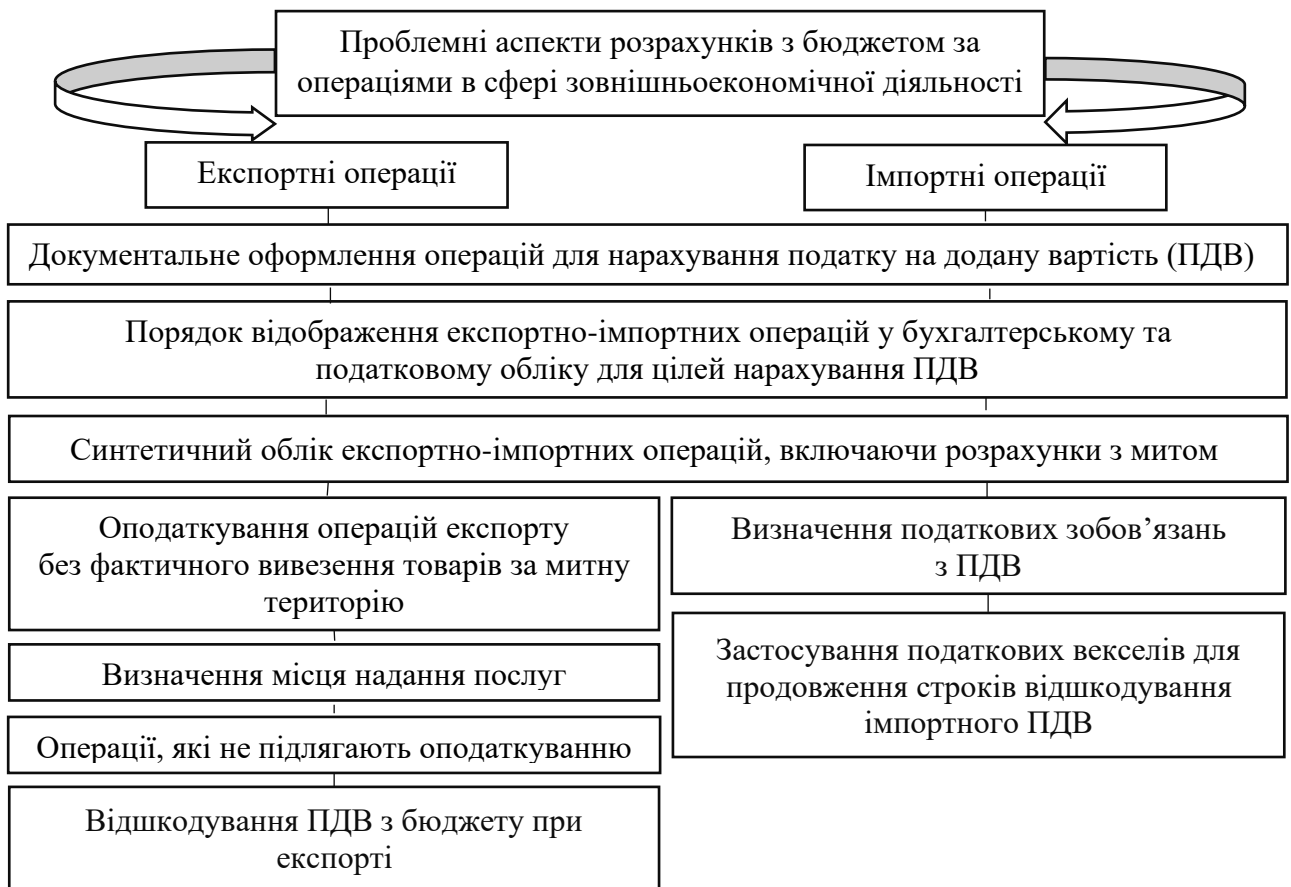 Проблемні аспекти розрахунків з бюджетом за
операціями в сфері зовнішньоекономічної діяльності
Експортні операції
Імпортні операції
Документальне оформлення операцій для нарахування податку на додану вартість (ПДВ)
Порядок відображення експортно-імпортних операцій у бухгалтерському та
податковому обліку для цілей нарахування ПДВ
Синтетичний облік експортно-імпортних операцій, включаючи розрахунки з митом
Оподаткування операцій експорту
без фактичного вивезення товарів за митну
територію
Визначення місця надання послуг
Операції, які не підлягають оподаткуванню
Відшкодування ПДВ з бюджету при
експорті
Визначення податкових зобов’язань
з ПДВ
Застосування податкових векселів для
продовження строків відшкодування
імпортного ПДВ